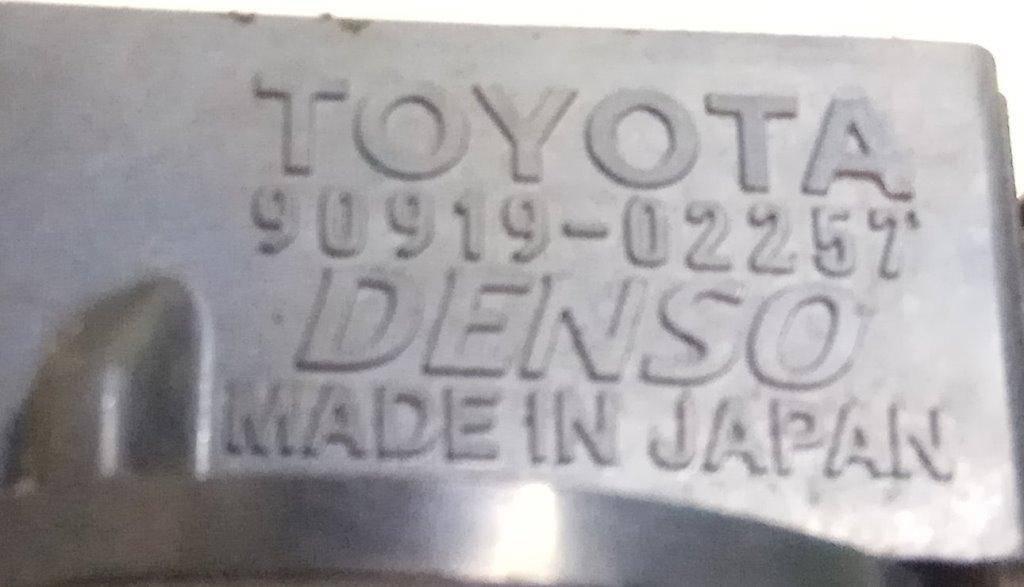 TOYOTA
90919-02257
DENSO
MADE IN JAPAN